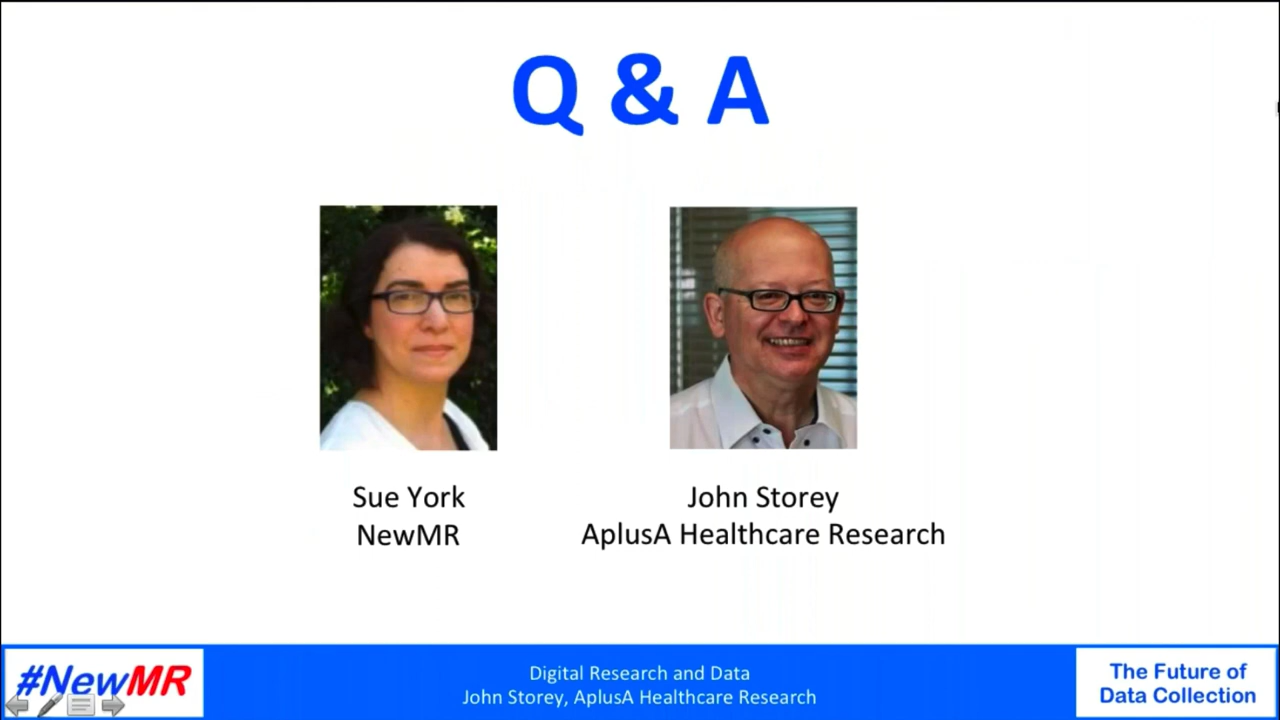 Q & A
Sue York
NewMR
John Storey
AplusA Healthcare Research
#NewMR
Digital Research and Data
John Storey, AplusA Healthcare Research
The Future of
Data Collection